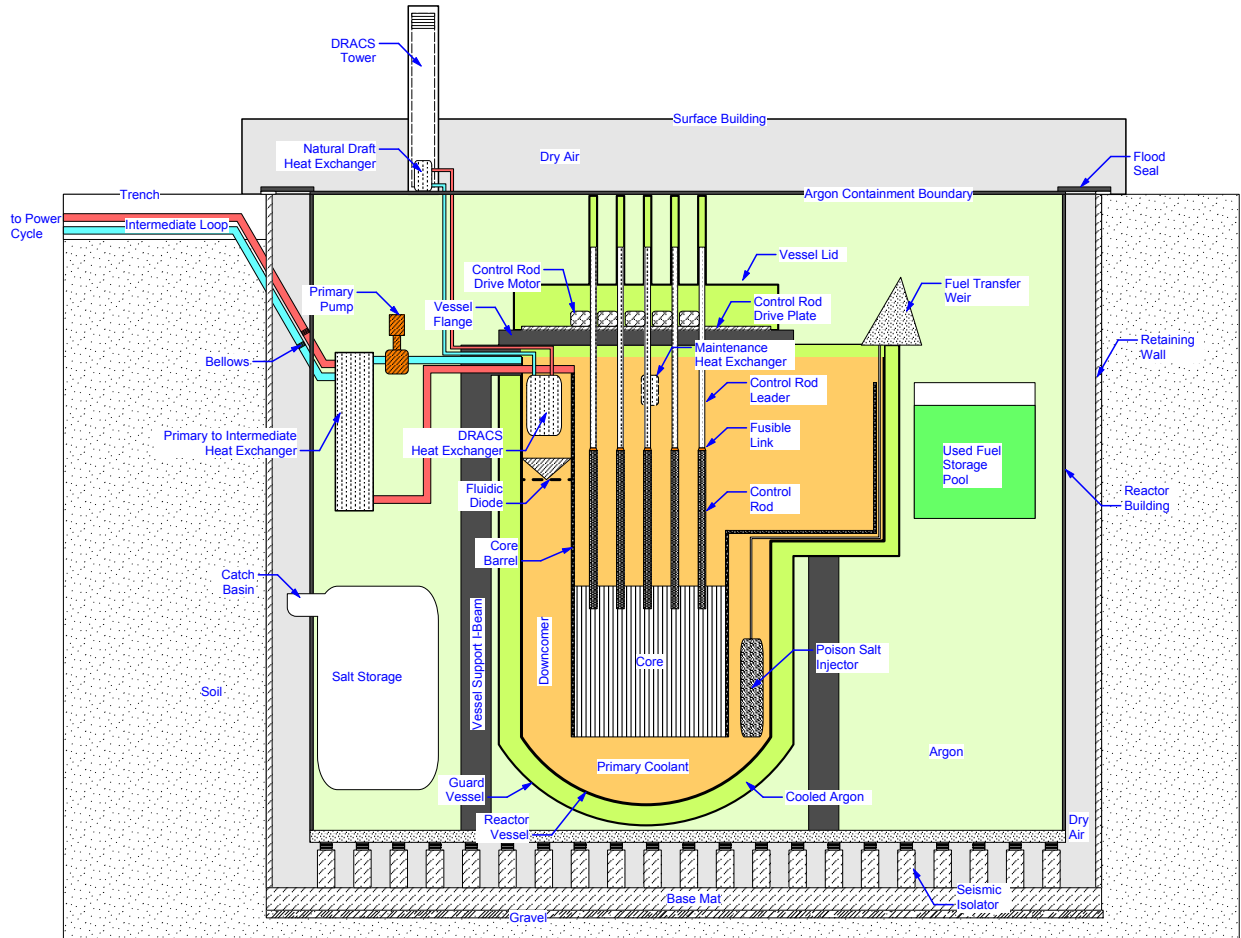 DRACS
Tower
Surface Building
Natural Draft
Heat Exchanger
Dry Air
Flood
Seal
Trench
Argon Containment Boundary
to Power
Cycle
Intermediate Loop
Vessel Lid
Control Rod
Drive Motor
Fuel Transfer
Weir
Primary
Pump
Vessel
Flange
Control Rod
Drive Plate
Maintenance
Heat Exchanger
Retaining
Wall
Bellows
Control Rod
Leader
Primary to Intermediate
Heat Exchanger
DRACS
Heat Exchanger
Fusible
Link
Used Fuel
Storage
Pool
Fluidic
Diode
Control
Rod
Reactor
Building
Core
Barrel
Catch
Basin
Vessel Support I-Beam
Downcomer
Core
Poison Salt
Injector
Salt Storage
Soil
Primary Coolant
Argon
Guard
Vessel
Cooled Argon
Reactor
Vessel
Dry
Air
Base Mat
Seismic
Isolator
Gravel